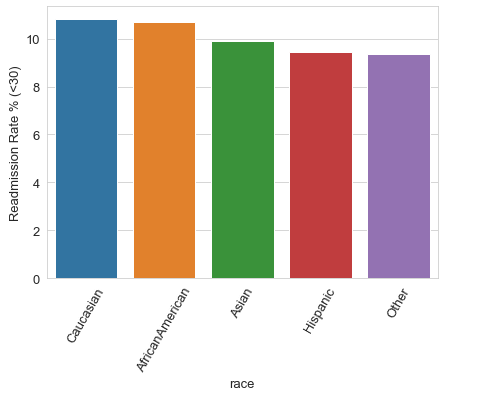 Readmission Rate % (<30)
10
8
6
4
2
0
Caucasian
AfricanAmerican
Asian
Hispanic
Other
race